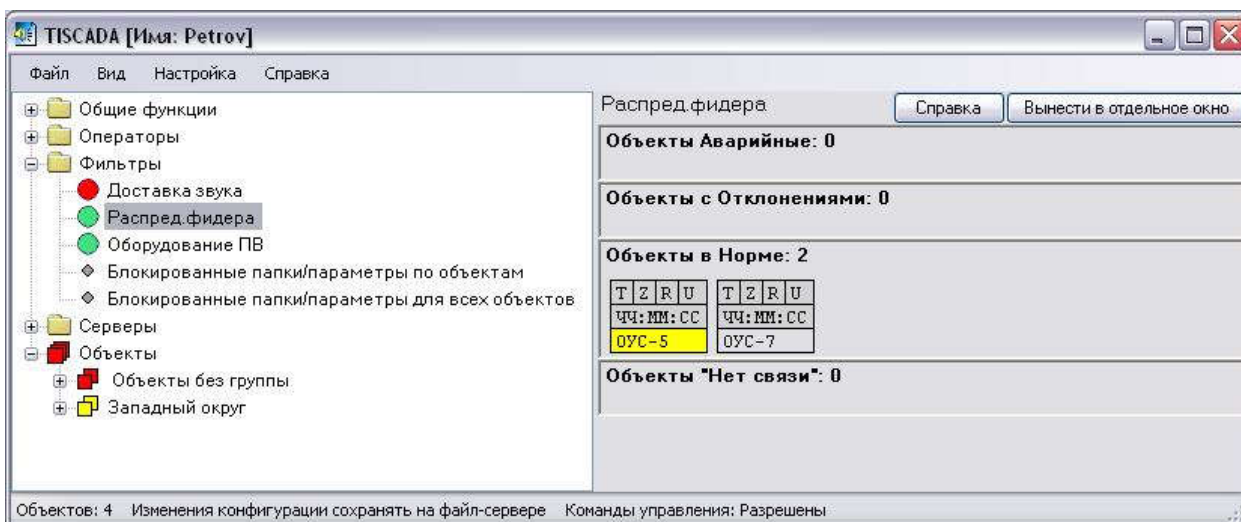 TISCADA [Имя: Petrov]
Файл Вид Настройка Справка
Общие функции
Операторы
Фильтры
Доставка звука
Распред.фидера
Оборудование ПВ
Блокированные папки/параметры по объектам
Блокированные папки/параметры для всех объектов
Серверы
Объекты
Объекты без группы
Западный округ
Распред.фидера Справка Вынести в отдельное окно
Объекты Аварийные: 0
Объекты с Отклонениями: 0
Объекты в Норме: 2
T Z R U T Z R U
ЧЧ:ММ:СС ЧЧ:ММ:СС
ОУС-5 ОУС-7
Объекты "Нет связи": 0
Объектов: 4 Изменения конфигурации сохранять на файл-сервере Команды управления: Разрешены